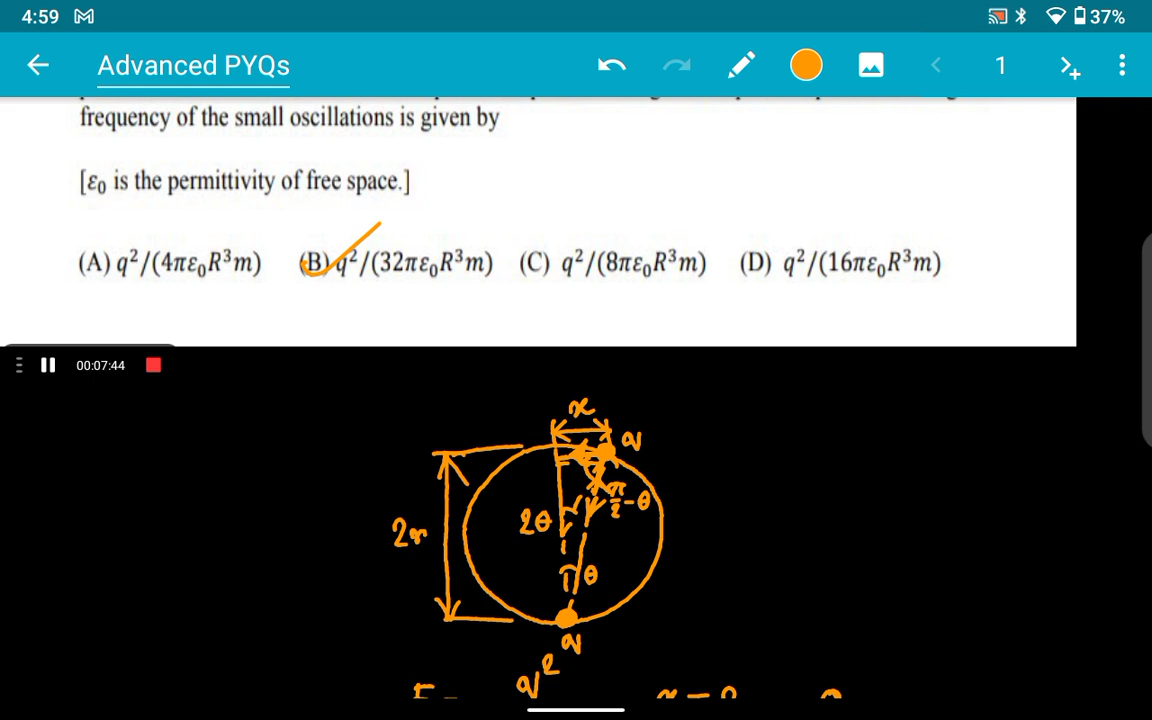 4:59 37%
Advanced PYQs 1
frequency of the small oscillations is given by
[ε₀ is the permittivity of free space.]
(A) q²/(4πε₀R³m) (B) q²/(32πε₀R³m) (C) q²/(8πε₀R³m) (D) q²/(16πε₀R³m)
00:07:44
x
q
π/2-θ
2θ
2r
θ
q
q²